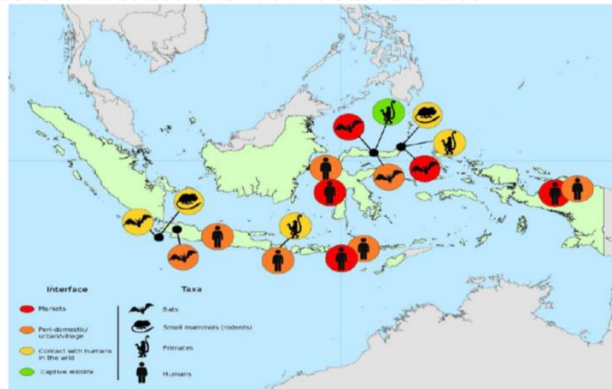 Interface
Taxa
Markets
Bats
Peri-domestic/
urban/village
Small mammals (rodents)
Contact with humans
in the wild
Primates
Captive wildlife
Humans